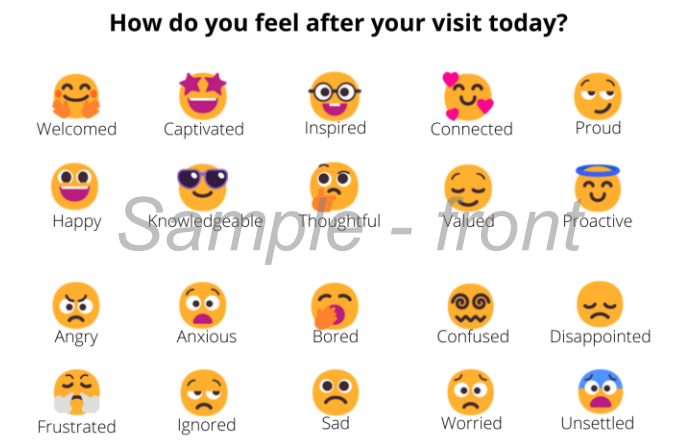 How do you feel after your visit today?
Welcomed Captivated Inspired Connected Proud
Happy Knowledgeable Thoughtful Valued Proactive
Sample - front
Angry Anxious Bored Confused Disappointed
Frustrated Ignored Sad Worried Unsettled